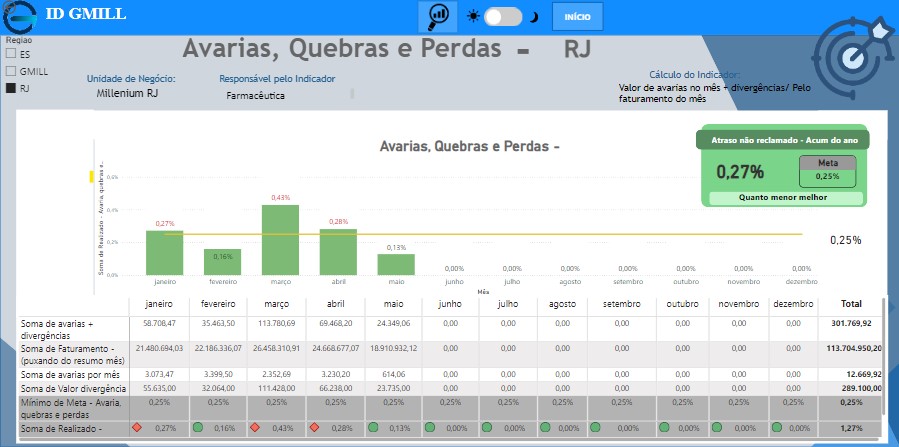 ID GMILL
INÍCIO
Região
ES
GMILL
RJ
Avarias, Quebras e Perdas - RJ
Unidade de Negócio:
Millenium RJ
Responsável pelo Indicador
Farmacêutica
Cálculo do Indicador:
Valor de avarias no mês + divergências/ Pelo
faturamento do mês
Avarias, Quebras e Perdas -
Atraso não reclamado - Acum do ano
0,27%
Meta
0,25%
Quanto menor melhor
Soma de Realizado - Avaria, quebras e..
0,6%
0,4%
0,2%
0,0%
0,27% 0,16% 0,43% 0,28% 0,13% 0,00% 0,00% 0,00% 0,00% 0,00% 0,00% 0,00%
0,25%
janeiro fevereiro março abril maio junho julho agosto setembro outubro novembro dezembro
Mês
janeiro fevereiro março abril maio junho julho agosto setembro outubro novembro dezembro Total
Soma de avarias + 58.708,47 35.463,50 113.780,69 69.468,20 24.349,06 0,00 0,00 0,00 0,00 0,00 0,00 0,00 301.769,92
divergências
Soma de Faturamento - 21.480.694,03 22.186.336,07 26.458.310,91 24.668.677,07 18.910.932,12 0,00 0,00 0,00 0,00 0,00 0,00 0,00 113.704.950,20
(puxando do resumo mês)
Soma de avarias por mês 3.073,47 3.399,50 2.352,69 3.230,20 614,06 0,00 0,00 0,00 0,00 0,00 0,00 0,00 12.669,92
Soma de Valor divergência 55.635,00 32.064,00 111.428,00 66.238,00 23.735,00 0,00 0,00 0,00 0,00 0,00 0,00 0,00 289.100,00
Mínimo de Meta - Avaria, 0,25% 0,25% 0,25% 0,25% 0,25% 0,25% 0,25% 0,25% 0,25% 0,25% 0,25% 0,25% 0,25%
quebras e perdas
Soma de Realizado - 0,27% 0,16% 0,43% 0,28% 0,13% 0,00% 0,00% 0,00% 0,00% 0,00% 0,00% 0,00% 1,27%